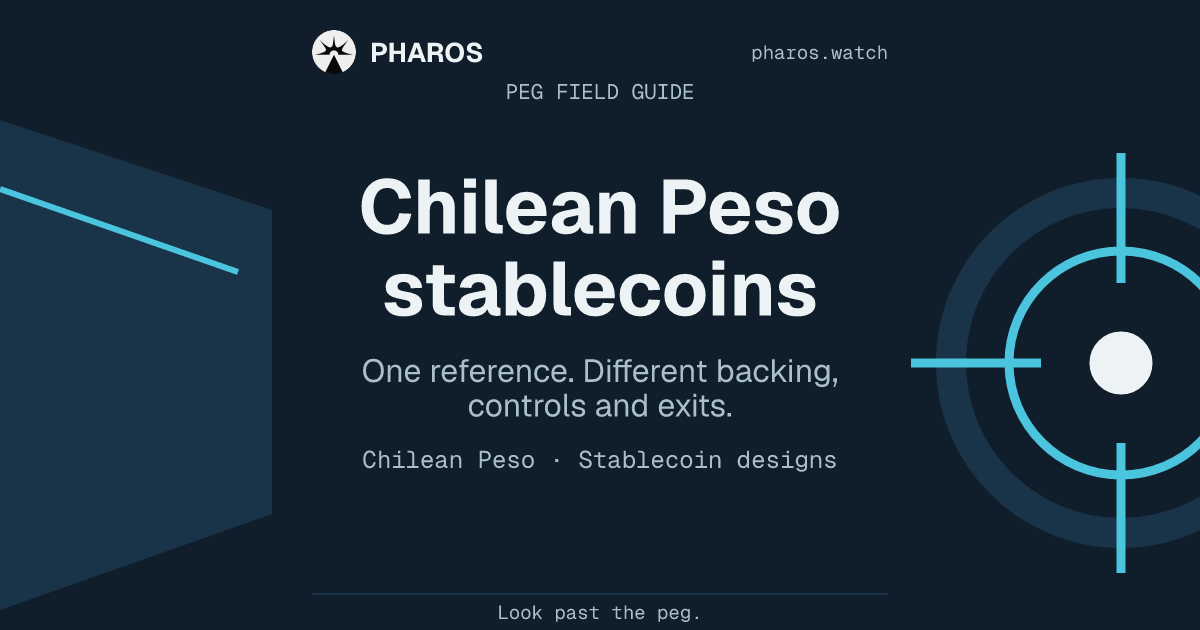 PHAROS
pharos.watch
PEG FIELD GUIDE
Chilean Peso
stablecoins
One reference. Different backing,
controls and exits.
Chilean Peso · Stablecoin designs
Look past the peg.